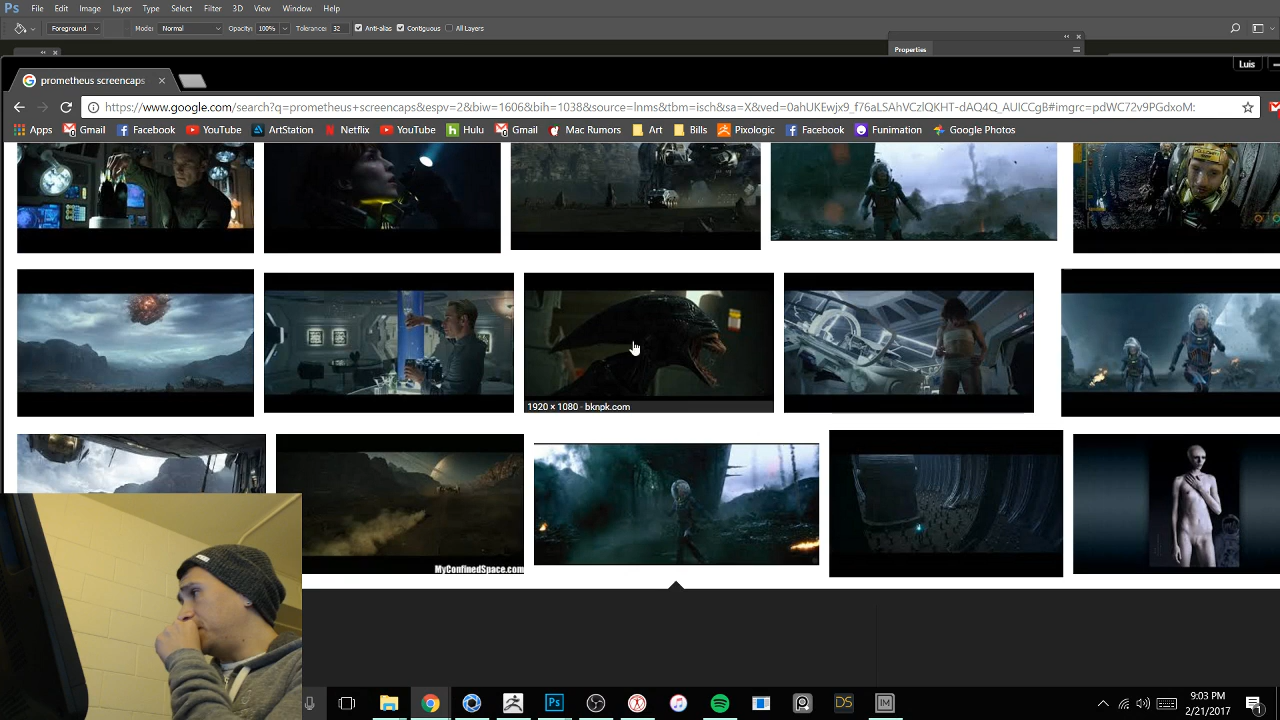 Ps File Edit Image Layer Type Select Filter 3D View Window Help
Foreground Mode: Normal Opacity: 100% Tolerance: 32 Anti-alias Contiguous All Layers
Properties
prometheus screencaps
Luis
https://www.google.com/search?q=prometheus+screencaps&espv=2&biw=1606&bih=1038&source=lnms&tbm=isch&sa=X&ved=0ahUKEwjx9_f76aLSAhVCzlQKHT-dAQ4Q_AUICCgB#imgrc=pdWC72v9PGdxoM:
Apps Gmail Facebook YouTube ArtStation Netflix YouTube Hulu Gmail Mac Rumors Art Bills Pixologic Facebook Funimation Google Photos
1920 × 1080 - bknpk.com
MyConfinedSpace.com
Ps DS IM
9:03 PM
2/21/2017
1